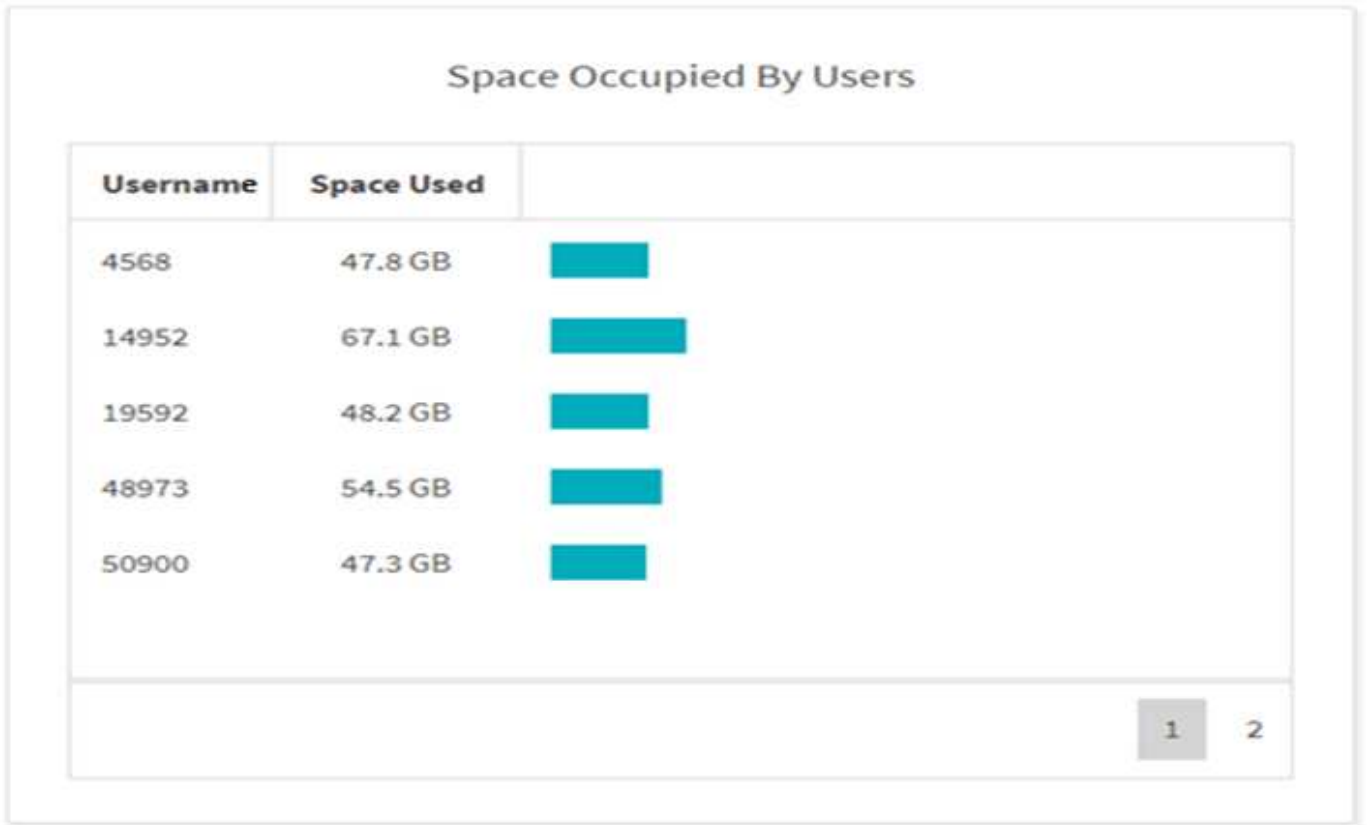 Space Occupied By Users
Username Space Used
4568 47.8 GB
14952 67.1 GB
19592 48.2 GB
48973 54.5 GB
50900 47.3 GB
1 2